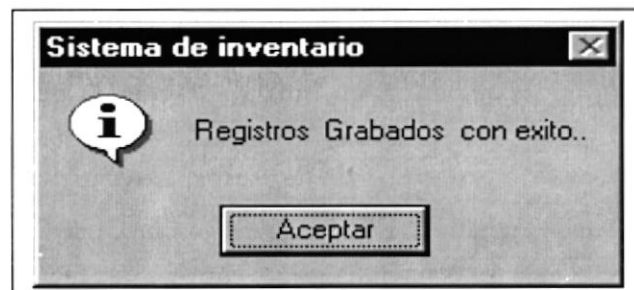 Sistema de inventario
Registros Grabados con exito..
Aceptar